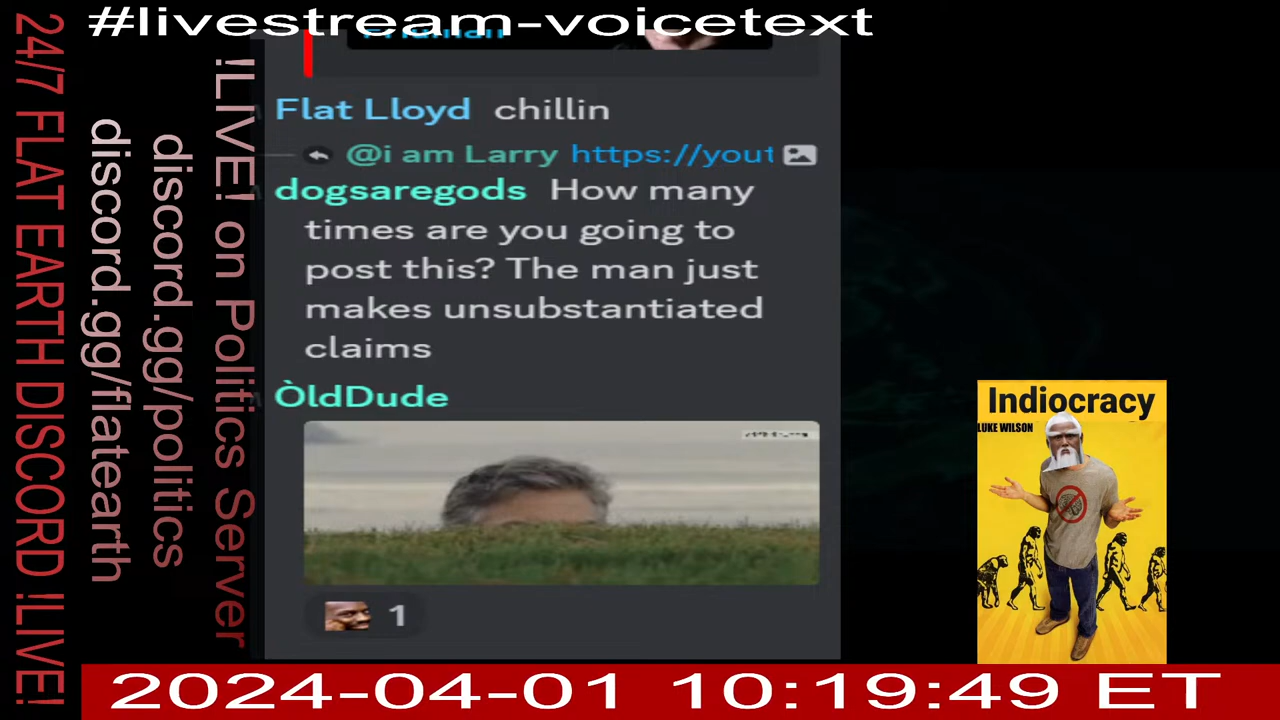 #livestream-voicetext
24/7 FLAT EARTH DISCORD !LIVE!
discord.gg/flatearth
discord.gg/politics
!LIVE! on Politics Server
Flat Lloyd chillin
@i am Larry https://yout
dogsaregods How many
times are you going to
post this? The man just
makes unsubstantiated
claims
ÒldDude
1
Indiocracy
LUKE WILSON
2024-04-01 10:19:49 ET